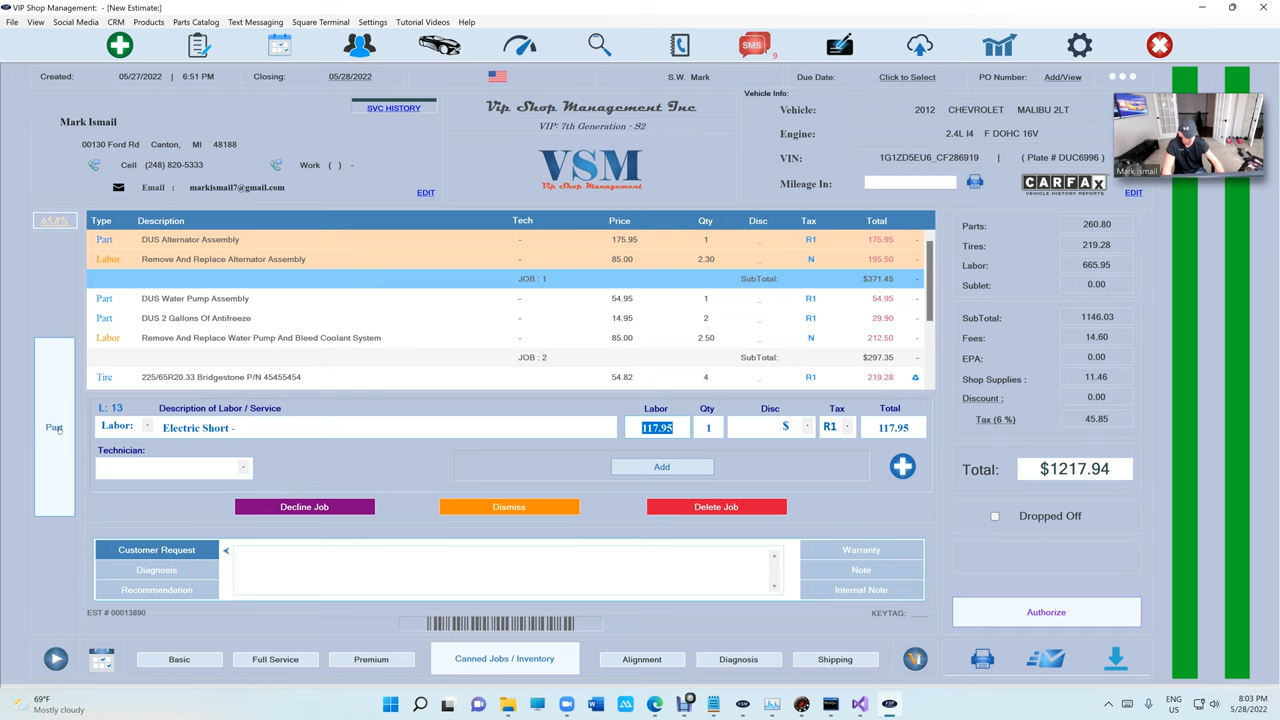 VIP Shop Management: - [New Estimate:]
File View Social Media CRM Products Parts Catalog Text Messaging Square Terminal Settings Tutorial Videos Help
SMS 9
Created: 05/27/2022 | 6:51 PM Closing: 05/28/2022 S.W. Mark Due Date: Click to Select PO Number: Add/View
Vehicle Info:
SVC HISTORY
Vip Shop Management Inc
VIP: 7th Generation - S2
VSM
Vip Shop Management
Mark Ismail
00130 Ford Rd Canton, MI 48188
Cell (248) 820-5333 Work ( ) -
Email : markismail7@gmail.com
EDIT
Vehicle: 2012 CHEVROLET MALIBU 2LT
Engine: 2.4L I4 F DOHC 16V
VIN: 1G1ZD5EU6_CF286919 | ( Plate # DUC6996 )
Mileage In:
CARFAX
VEHICLE HISTORY REPORTS
EDIT
Mark Ismail
65.8%
Type Description Tech Price Qty Disc Tax Total
Part DUS Alternator Assembly - 175.95 1 _ R1 175.95 -
Labor Remove And Replace Alternator Assembly - 85.00 2.30 _ N 195.50 -
JOB : 1 SubTotal: $371.45 -
Part DUS Water Pump Assembly - 54.95 1 _ R1 54.95 -
Part DUS 2 Gallons Of Antifreeze - 14.95 2 _ R1 29.90 -
Labor Remove And Replace Water Pump And Bleed Coolant System - 85.00 2.50 _ N 212.50 -
JOB : 2 SubTotal: $297.35 -
Tire 225/65R20.33 Bridgestone P/N 45455454 - 54.82 4 _ R1 219.28
Part
L: 13 Description of Labor / Service Labor Qty Disc Tax Total
Labor: Electric Short - 117.95 1 $ R1 117.95
Technician:
Add
Decline Job Dismiss Delete Job
Customer Request
Diagnosis
Recommendation
Warranty
Note
Internal Note
EST # 00013890
KEYTAG: ____
Parts: 260.80
Tires: 219.28
Labor: 665.95
Sublet: 0.00
SubTotal: 1146.03
Fees: 14.60
EPA: 0.00
Shop Supplies : 11.46
Discount : 0.00
Tax (6 %) 45.85
Total: $1217.94
Dropped Off
Authorize
Basic Full Service Premium Canned Jobs / Inventory Alignment Diagnosis Shipping
69°F
Mostly cloudy
ENG
US
8:03 PM
5/28/2022